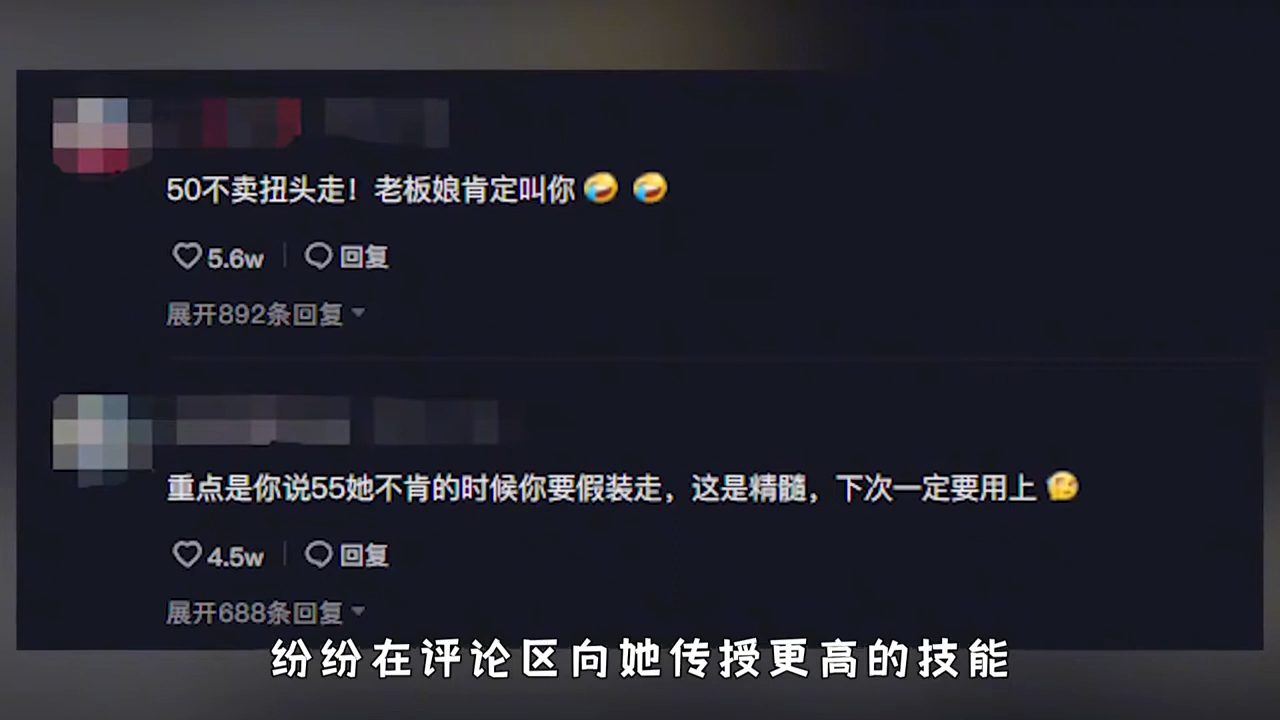 50不卖扭头走！老板娘肯定叫你🤣 🤣
5.6w 回复
展开892条回复
重点是你说55她不肯的时候你要假装走，这是精髓，下次一定要用上
4.5w 回复
展开688条回复
纷纷在评论区向她传授更高的技能